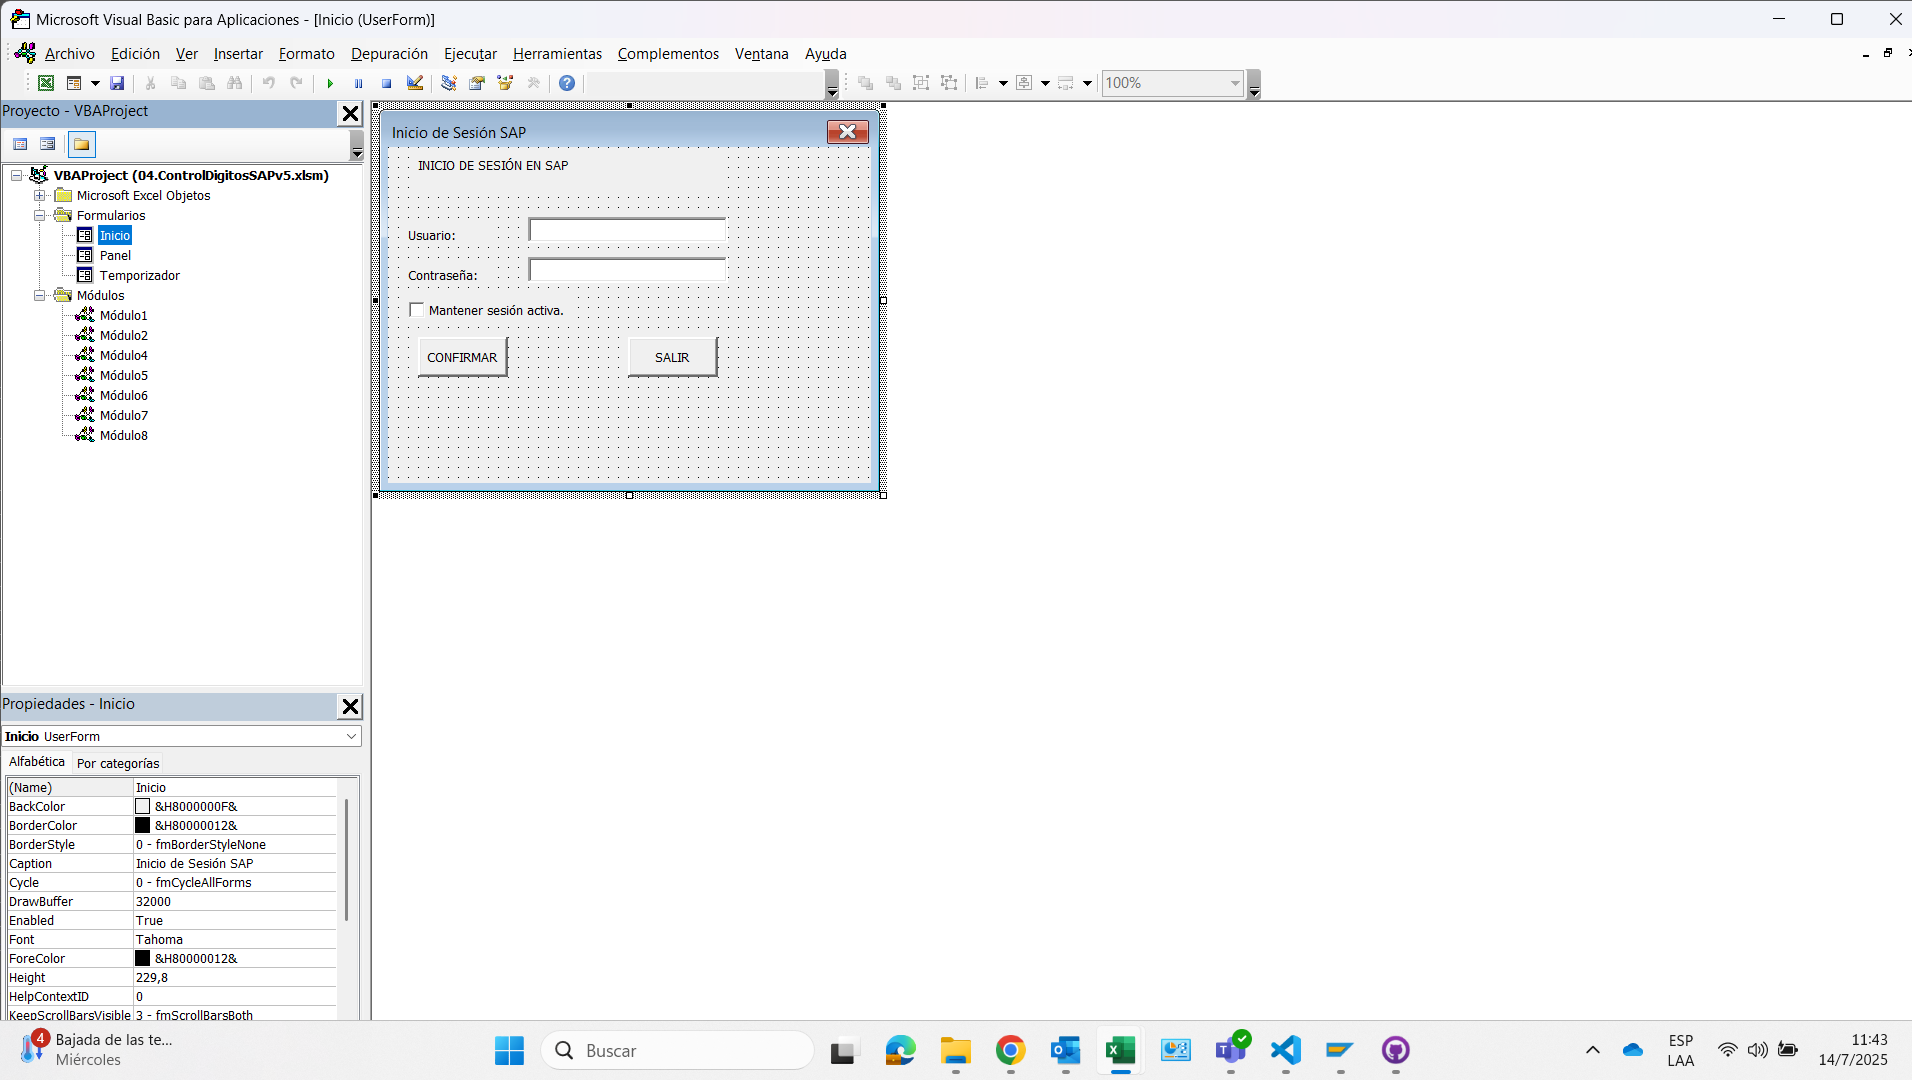 Microsoft Visual Basic para Aplicaciones - [Inicio (UserForm)]
Archivo Edición Ver Insertar Formato Depuración Ejecutar Herramientas Complementos Ventana Ayuda
100%
Proyecto - VBAProject
VBAProject (04.ControlDigitosSAPv5.xlsm)
Microsoft Excel Objetos
Formularios
Inicio
Panel
Temporizador
Módulos
Módulo1
Módulo2
Módulo4
Módulo5
Módulo6
Módulo7
Módulo8
Inicio de Sesión SAP
INICIO DE SESIÓN EN SAP
Usuario:
Contraseña:
Mantener sesión activa.
CONFIRMAR SALIR
Propiedades - Inicio
Inicio UserForm
Alfabética Por categorías
(Name) Inicio
BackColor &H8000000F&
BorderColor &H80000012&
BorderStyle 0 - fmBorderStyleNone
Caption Inicio de Sesión SAP
Cycle 0 - fmCycleAllForms
DrawBuffer 32000
Enabled True
Font Tahoma
ForeColor &H80000012&
Height 229,8
HelpContextID 0
KeepScrollBarsVisible 3 - fmScrollBarsBoth
4
Bajada de las te...
Miércoles
Buscar
ESP
LAA
11:43
14/7/2025